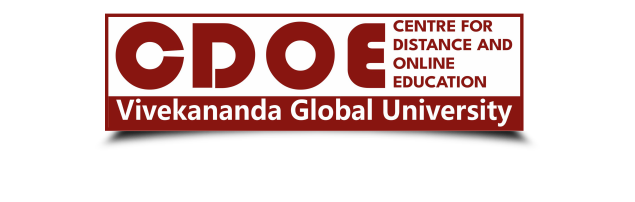 CDOE
CENTRE FOR
DISTANCE AND
ONLINE
EDUCATION
Vivekananda Global University